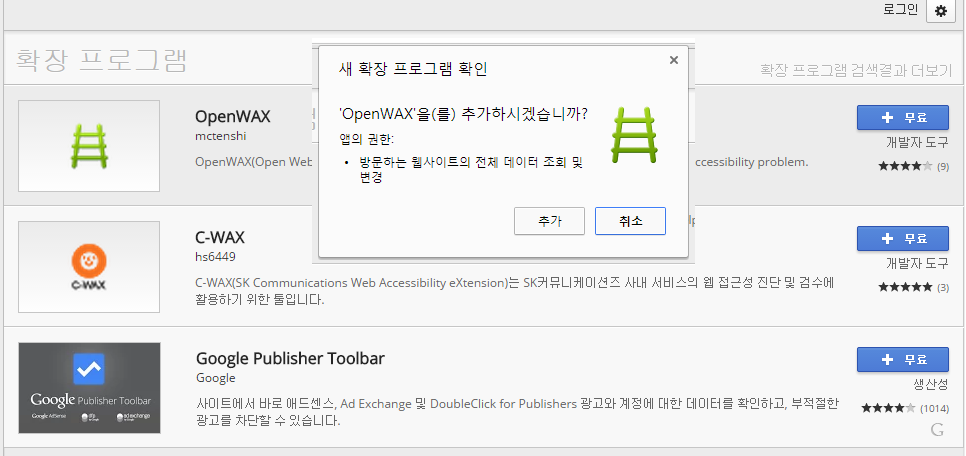 로그인
확장 프로그램
확장 프로그램 검색결과 더보기
새 확장 프로그램 확인
'OpenWAX'을(를) 추가하시겠습니까?
앱의 권한:
• 방문하는 웹사이트의 전체 데이터 조회 및
변경
추가
취소
OpenWAX
mctenshi
OpenWAX(Open Web
ccessibility problem.
+ 무료
개발자 도구
(9)
C-WAX
C-WAX
hs6449
C-WAX(SK Communications Web Accessibility eXtension)는 SK커뮤니케이션즈 사내 서비스의 웹 접근성 진단 및 검수에
활용하기 위한 툴입니다.
+ 무료
개발자 도구
(3)
Google Publisher Toolbar
Google AdSense
dfp
ad exchange
Google Publisher Toolbar
Google
사이트에서 바로 애드센스, Ad Exchange 및 DoubleClick for Publishers 광고와 계정에 대한 데이터를 확인하고, 부적절한
광고를 차단할 수 있습니다.
+ 무료
생산성
(1014)
G